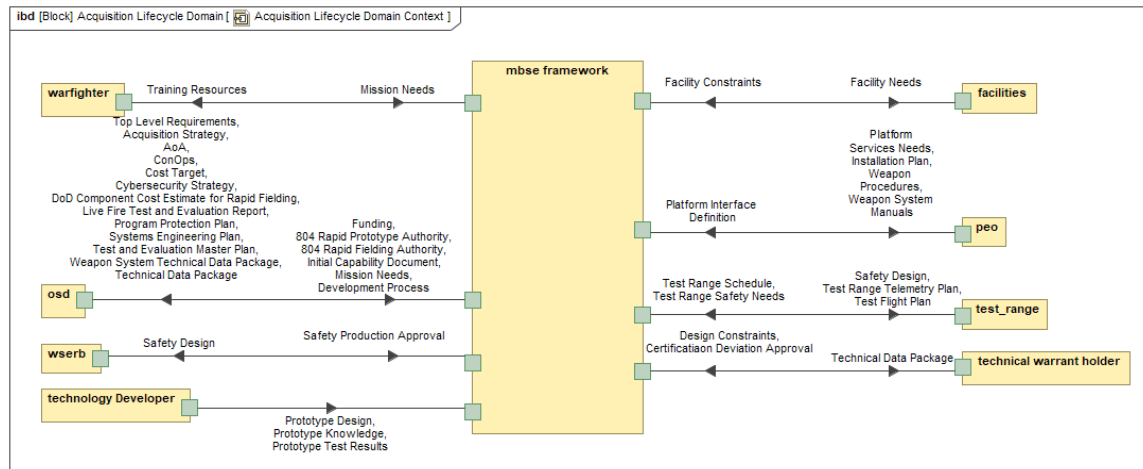 ibd [Block] Acquisition Lifecycle Domain [ Acquisition Lifecycle Domain Context ]
mbse framework
warfighter
Training Resources
Mission Needs
Top Level Requirements,
Acquisition Strategy,
AoA,
ConOps,
Cost Target,
Cybersecurity Strategy,
DoD Component Cost Estimate for Rapid Fielding,
Live Fire Test and Evaluation Report,
Program Protection Plan,
Systems Engineering Plan,
Test and Evaluation Master Plan,
Weapon System Technical Data Package,
Technical Data Package
Funding,
804 Rapid Prototype Authority,
804 Rapid Fielding Authority,
Initial Capability Document,
Mission Needs,
Development Process
osd
wserb
Safety Design
Safety Production Approval
technology Developer
Prototype Design,
Prototype Knowledge,
Prototype Test Results
Facility Constraints
Facility Needs
facilities
Platform
Services Needs,
Installation Plan,
Weapon
Procedures,
Weapon System
Manuals
Platform Interface
Definition
peo
Test Range Schedule,
Test Range Safety Needs
Safety Design,
Test Range Telemetry Plan,
Test Flight Plan
test_range
Design Constraints,
Certificatiaon Deviation Approval
Technical Data Package
technical warrant holder